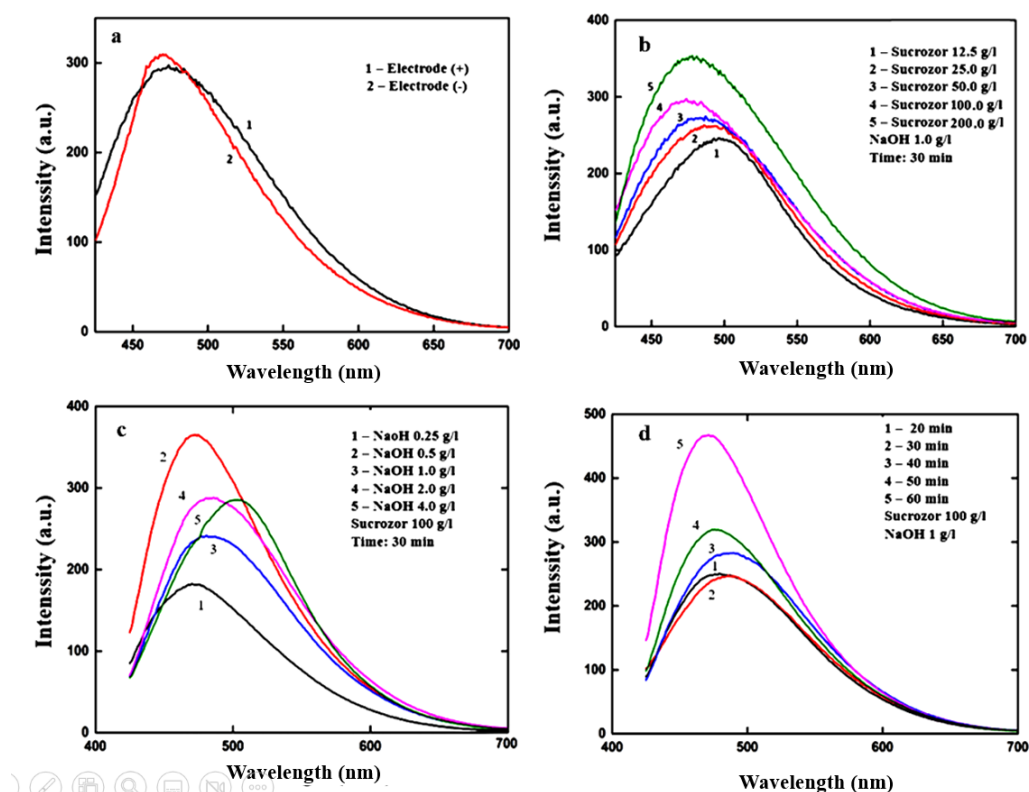 a
300
200
100
0
450
500
550
600
650
700
Intenssity (a.u.)
Wavelength (nm)
1 – Electrode (+)
2 – Electrode (-)
1
2
b
400
300
200
100
0
450
500
550
600
650
700
Intenssity (a.u.)
Wavelength (nm)
1 – Sucrozor 12.5 g/l
2 – Sucrozor 25.0 g/l
3 – Sucrozor 50.0 g/l
4 – Sucrozor 100.0 g/l
5 – Sucrozor 200.0 g/l
NaOH 1.0 g/l
Time: 30 min
5
4
3
2
1
c
400
300
200
100
0
400
500
600
700
Intenssity (a.u.)
Wavelength (nm)
1 – NaoH 0.25 g/l
2 – NaOH 0.5 g/l
3 – NaOH 1.0 g/l
4 – NaOH 2.0 g/l
5 – NaOH 4.0 g/l
Sucrozor 100 g/l
Time: 30 min
2
4
5
3
1
d
500
400
300
200
100
0
400
500
600
700
Intenssity (a.u.)
Wavelength (nm)
1 – 20 min
2 – 30 min
3 – 40 min
4 – 50 min
5 – 60 min
Sucrozor 100 g/l
NaOH 1 g/l
5
4
3
1
2